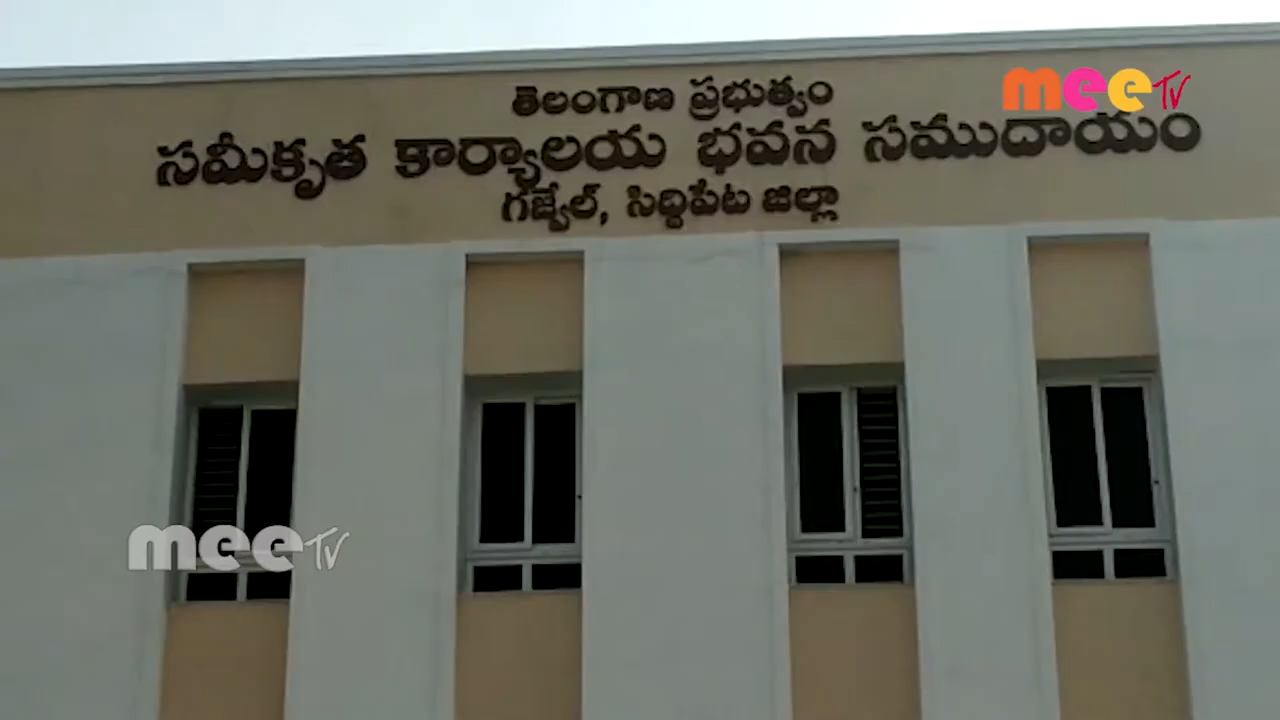 తెలంగాణ ప్రభుత్వం
meeTV
సమీకృత కార్యాలయ భవన సముదాయం
గజ్వేల్, సిద్దిపేట జిల్లా
meeTV